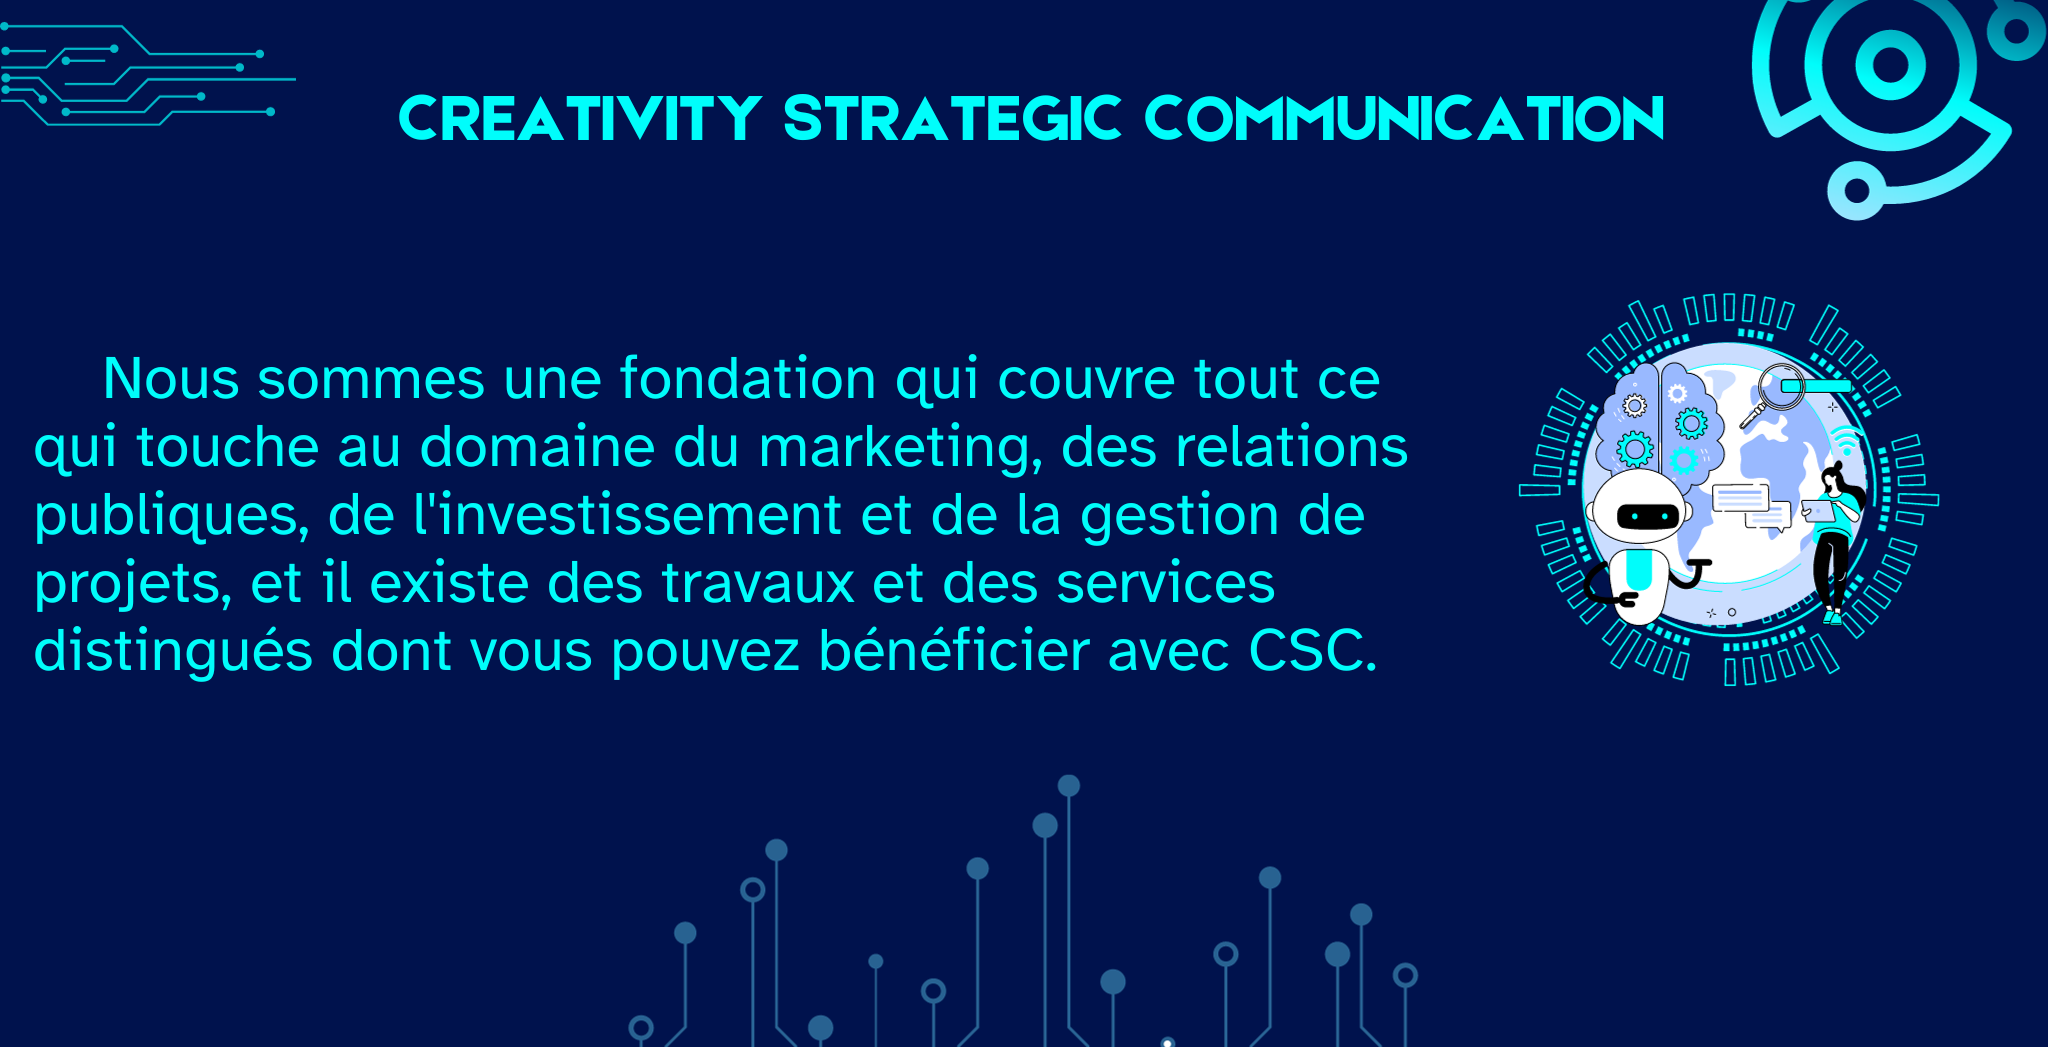 CREATIVITY STRATEGIC COMMUNICATION
Nous sommes une fondation qui couvre tout ce
qui touche au domaine du marketing, des relations
publiques, de l'investissement et de la gestion de
projets, et il existe des travaux et des services
distingués dont vous pouvez bénéficier avec CSC.